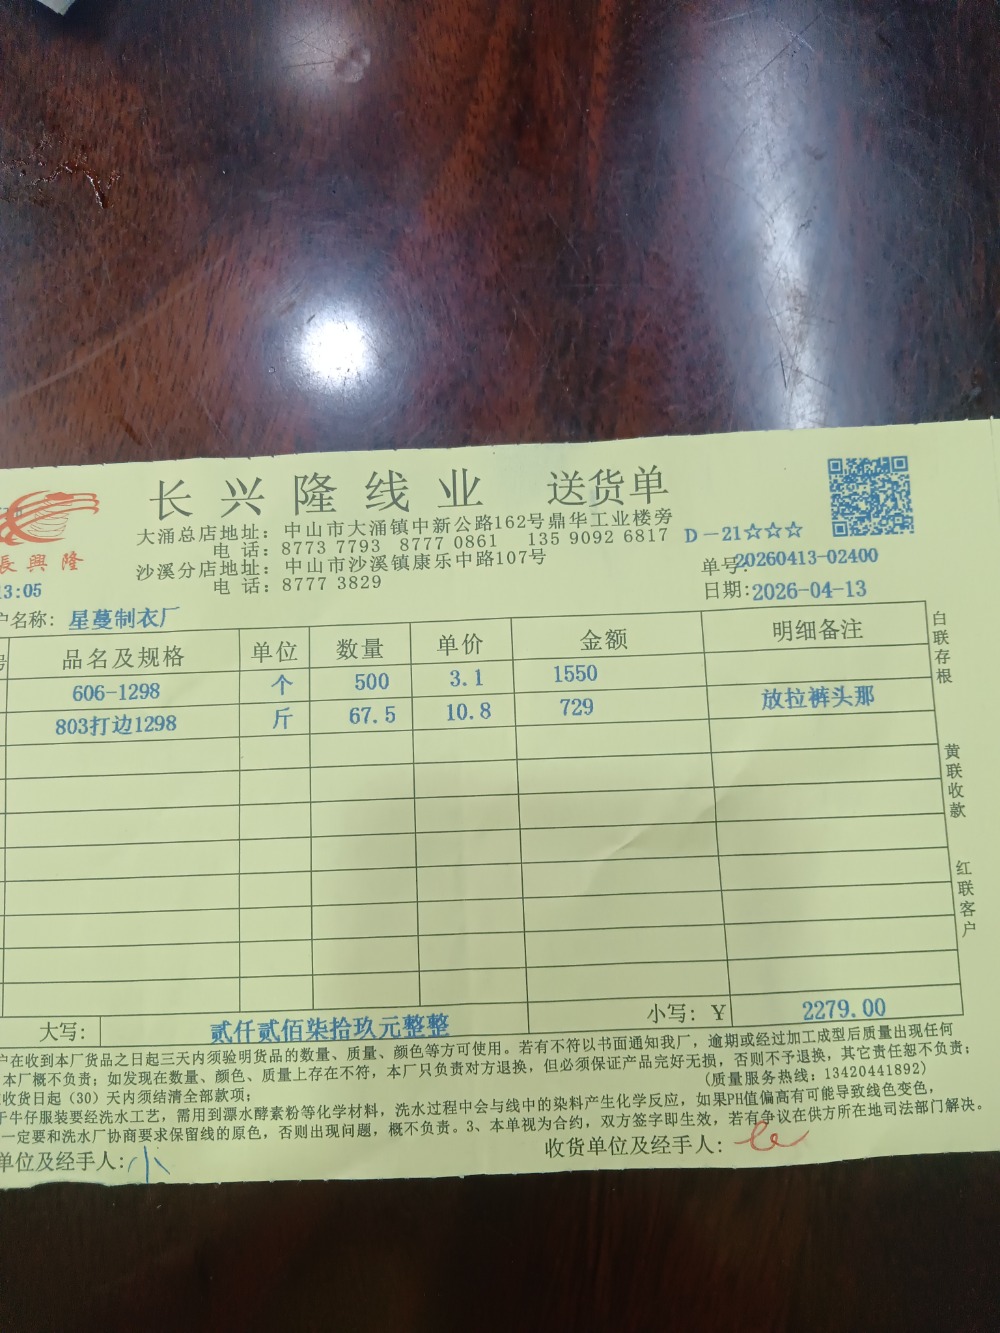 长兴隆线业 送货单
大涌总店地址：中山市大涌镇中新公路162号鼎华工业楼旁
电 话：8773 7793 8777 0861 135 9092 6817
D－21☆☆☆
沙溪分店地址：中山市沙溪镇康乐中路107号
电 话：8777 3829
長興隆
13:05
单号:20260413-02400
日期:2026-04-13
户名称：星蔓制衣厂
号 品名及规格 单位 数量 单价 金额 明细备注
606-1298 个 500 3.1 1550
803打边1298 斤 67.5 10.8 729 放拉裤头那
白联存根
黄联收款
红联客户
大写： 贰仟贰佰柒拾玖元整整 小写：￥ 2279.00
户在收到本厂货品之日起三天内须验明货品的数量、质量、颜色等方可使用。若有不符以书面通知我厂，逾期或经过加工成型后质量出现任何
本厂概不负责；如发现在数量、颜色、质量上存在不符，本厂只负责对方退换，但必须保证产品完好无损，否则不予退换，其它责任恕不负责；
收货日起（30）天内须结清全部款项； (质量服务热线：13420441892)
于牛仔服装要经洗水工艺，需用到漂水酵素粉等化学材料，洗水过程中会与线中的染料产生化学反应，如果PH值偏高有可能导致线色变色，
一定要和洗水厂协商要求保留线的原色，否则出现问题，概不负责。3、本单视为合约，双方签字即生效，若有争议在供方所在地司法部门解决。
单位及经手人：小 收货单位及经手人：